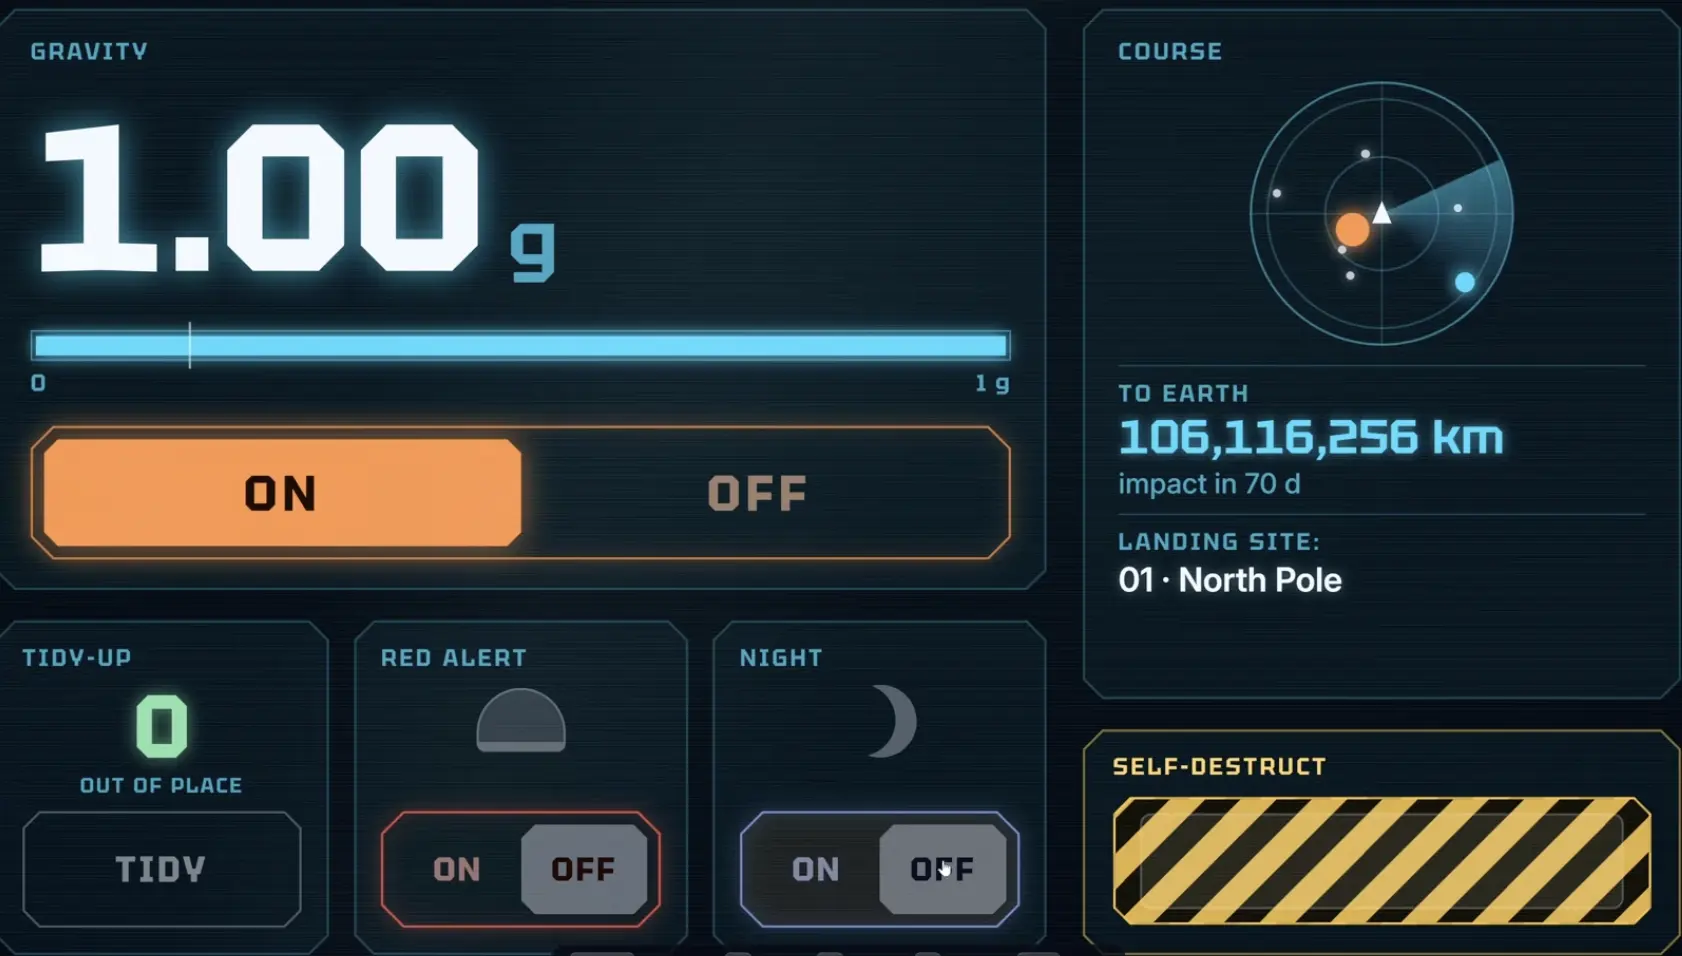 GRAVITY
1.00 g
0
1 g
ON
OFF
COURSE
TO EARTH
106,116,256 km
impact in 70 d
LANDING SITE:
01 · North Pole
TIDY-UP
0
OUT OF PLACE
TIDY
RED ALERT
ON
OFF
NIGHT
ON
OFF
SELF-DESTRUCT